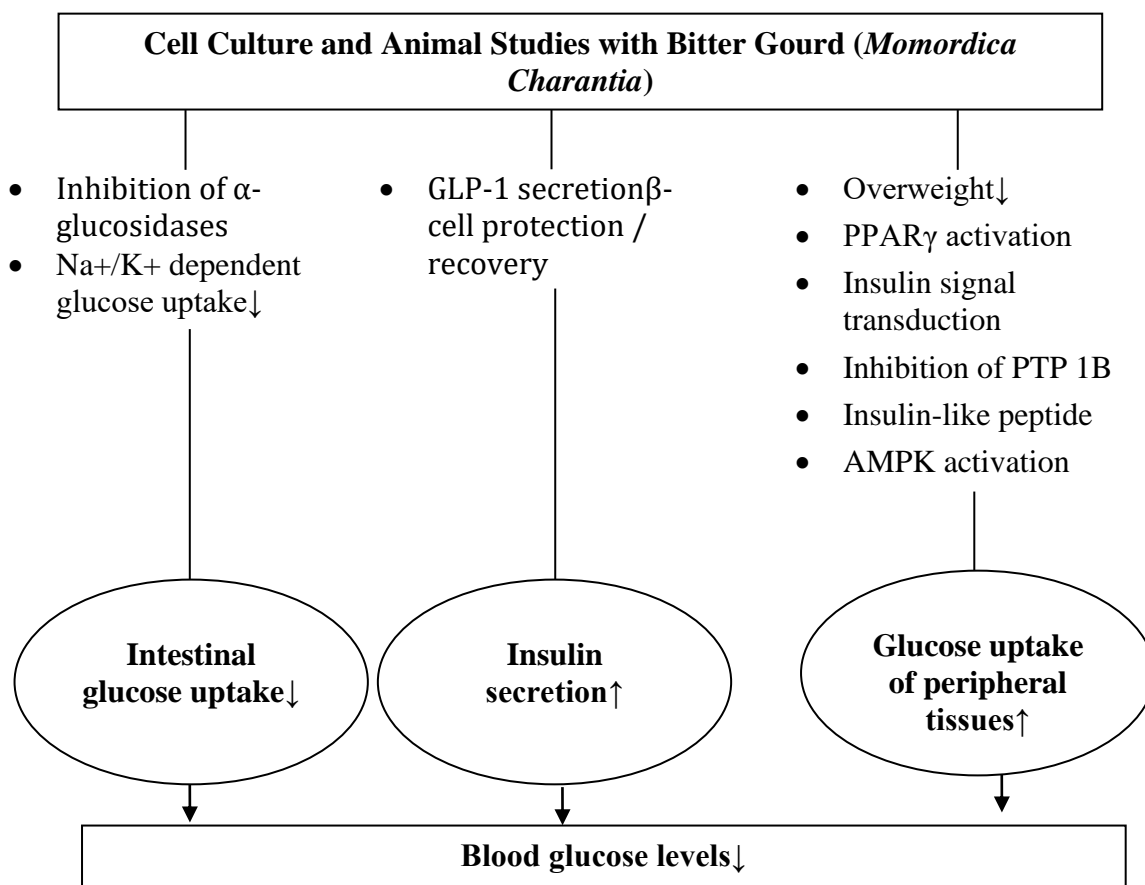 Cell Culture and Animal Studies with Bitter Gourd (Momordica
Charantia)
• Inhibition of α-
glucosidases
• Na+/K+ dependent
glucose uptake↓
• GLP-1 secretionβ-
cell protection /
recovery
• Overweight↓
• PPARγ activation
• Insulin signal
transduction
• Inhibition of PTP 1B
• Insulin-like peptide
• AMPK activation
Intestinal
glucose uptake↓
Insulin
secretion↑
Glucose uptake
of peripheral
tissues↑
Blood glucose levels↓